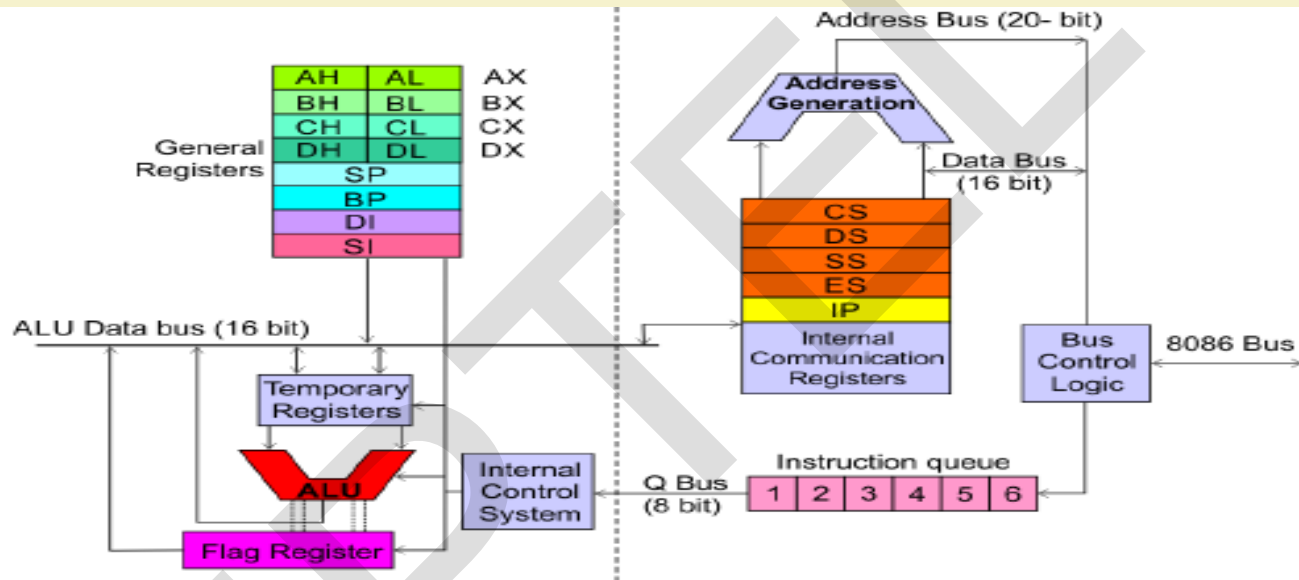 Address Bus (20- bit)
AH AL AX
BH BL BX
CH CL CX
DH DL DX
General
Registers
SP
BP
DI
SI
Address
Generation
Data Bus
(16 bit)
CS
DS
SS
ES
IP
Internal
Communication
Registers
ALU Data bus (16 bit)
Bus
Control
Logic
8086 Bus
Temporary
Registers
ALU
Flag Register
Internal
Control
System
Q Bus
(8 bit)
Instruction queue
1 2 3 4 5 6
PTEL